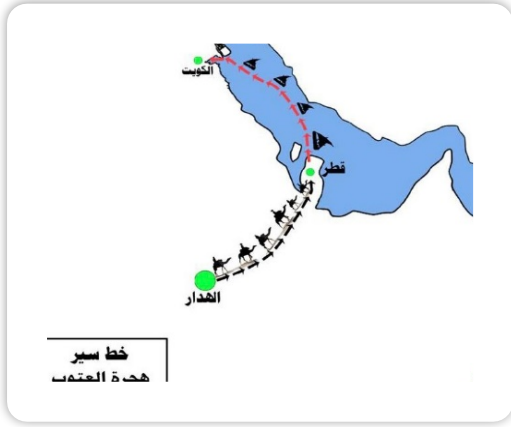 الكويت
قطر
الهدار
خط سير
هجرة العتوب